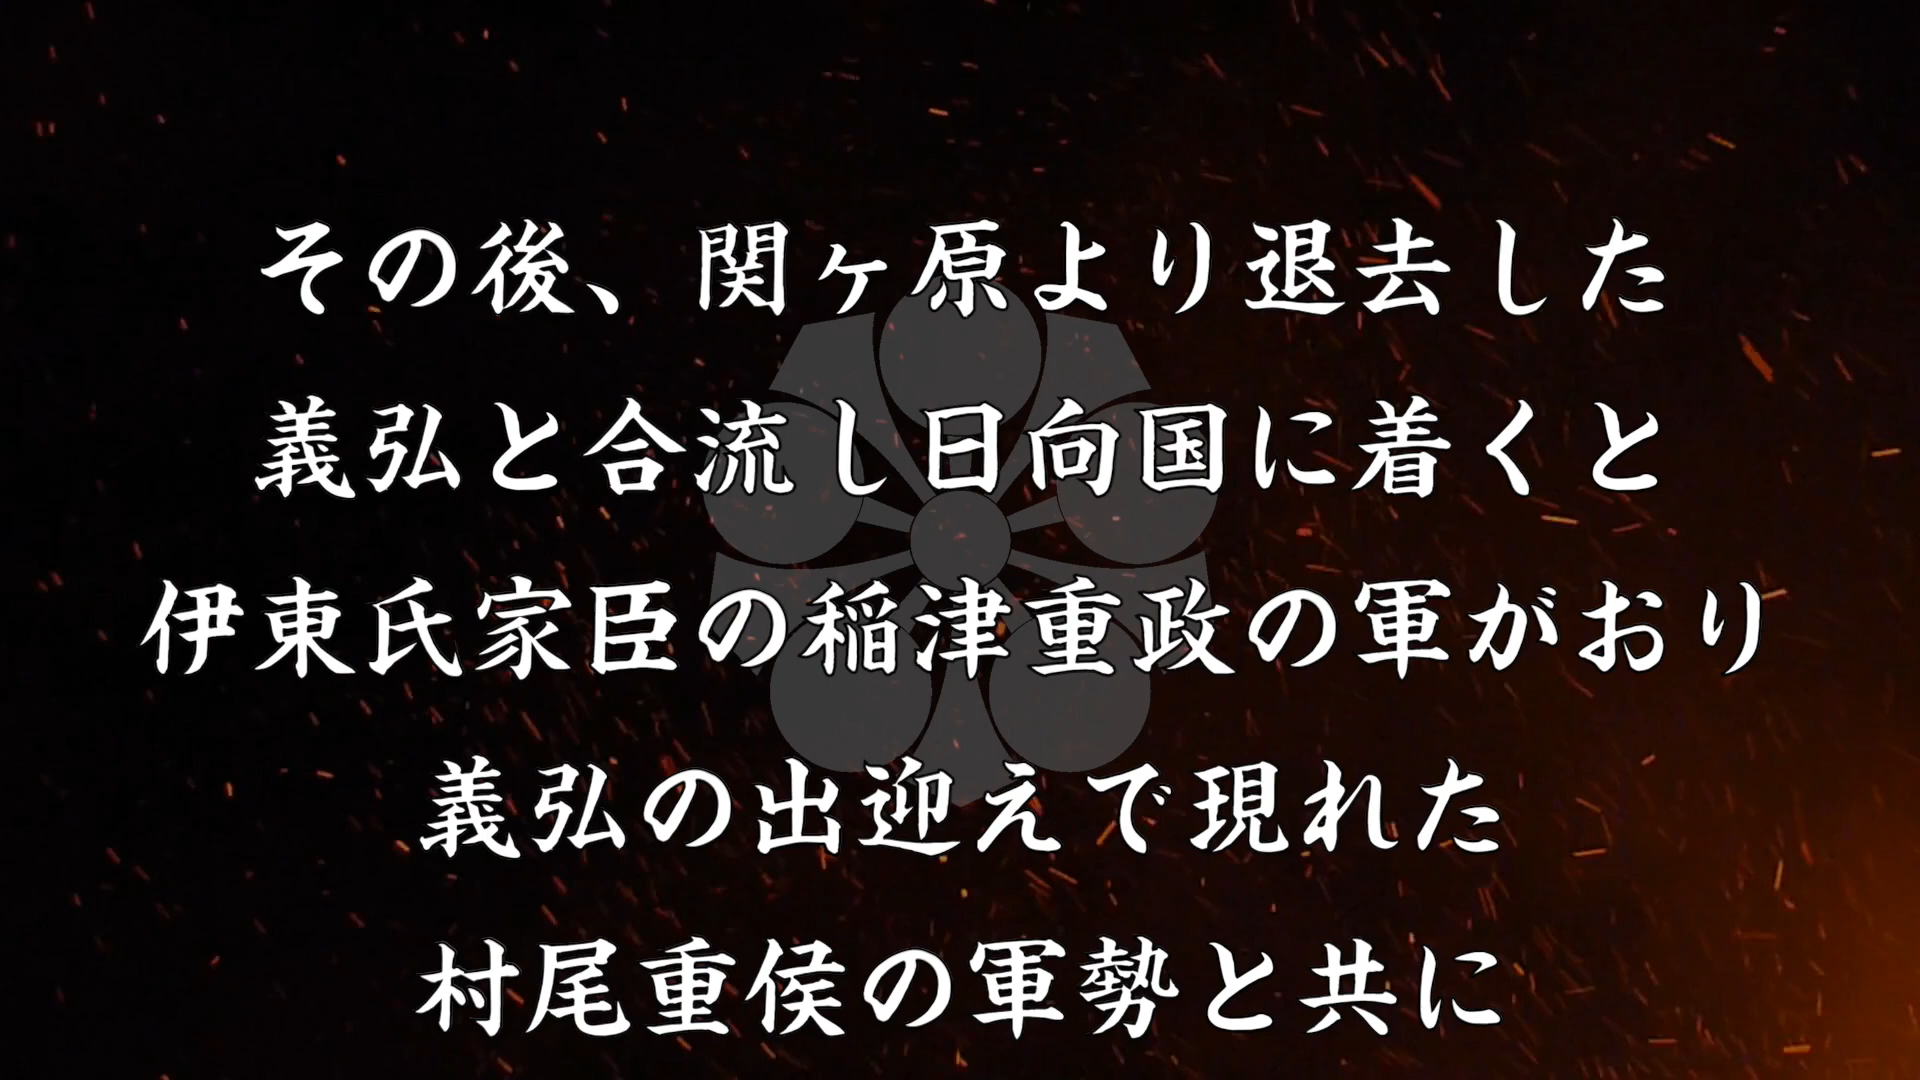 その後、関ヶ原より退去した
義弘と合流し日向国に着くと
伊東氏家臣の稲津重政の軍がおり
義弘の出迎えで現れた
村尾重侯の軍勢と共に